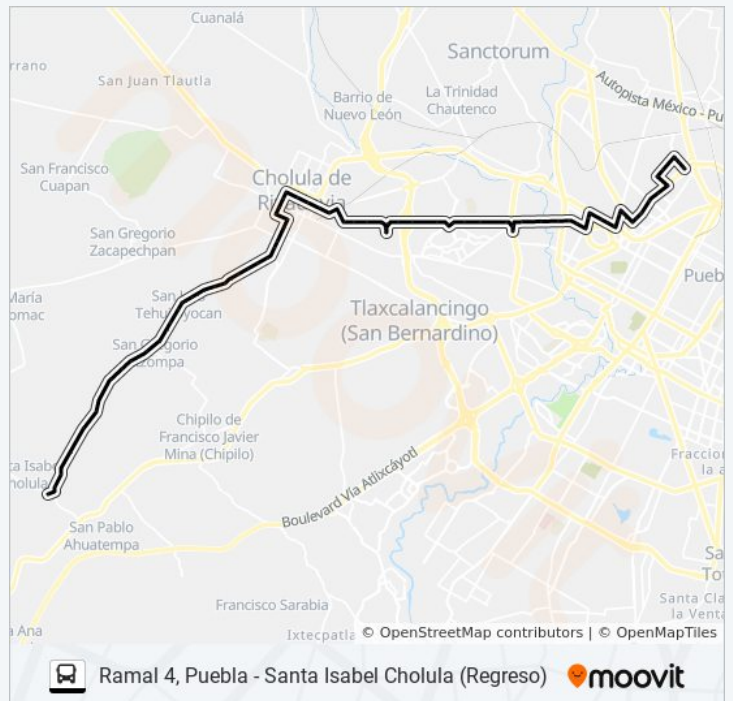 Cuanalá
Sanctorum
San Juan Tlautla
La Trinidad
Chautenco
Autopista México - Pu
Barrio de
Nuevo León
San Francisco
Cuapan
Cholula de
San Gregorio
Zacapechpan
Pueb
María
Tlaxcalancingo
(San Bernardino)
San Gregorio
Chipilo de
Francisco Javier
Mina (Chipilo)
Fraccion
la a
San Pablo
Ahuatempa
Boulevard Vía Atlixcáyotl
Sa
To
Santa Cla
la Venta
Francisco Sarabia
a Ana
Ixtecpatla
© OpenStreetMap contributors | © OpenMapTiles
Ramal 4, Puebla - Santa Isabel Cholula (Regreso)
moovit